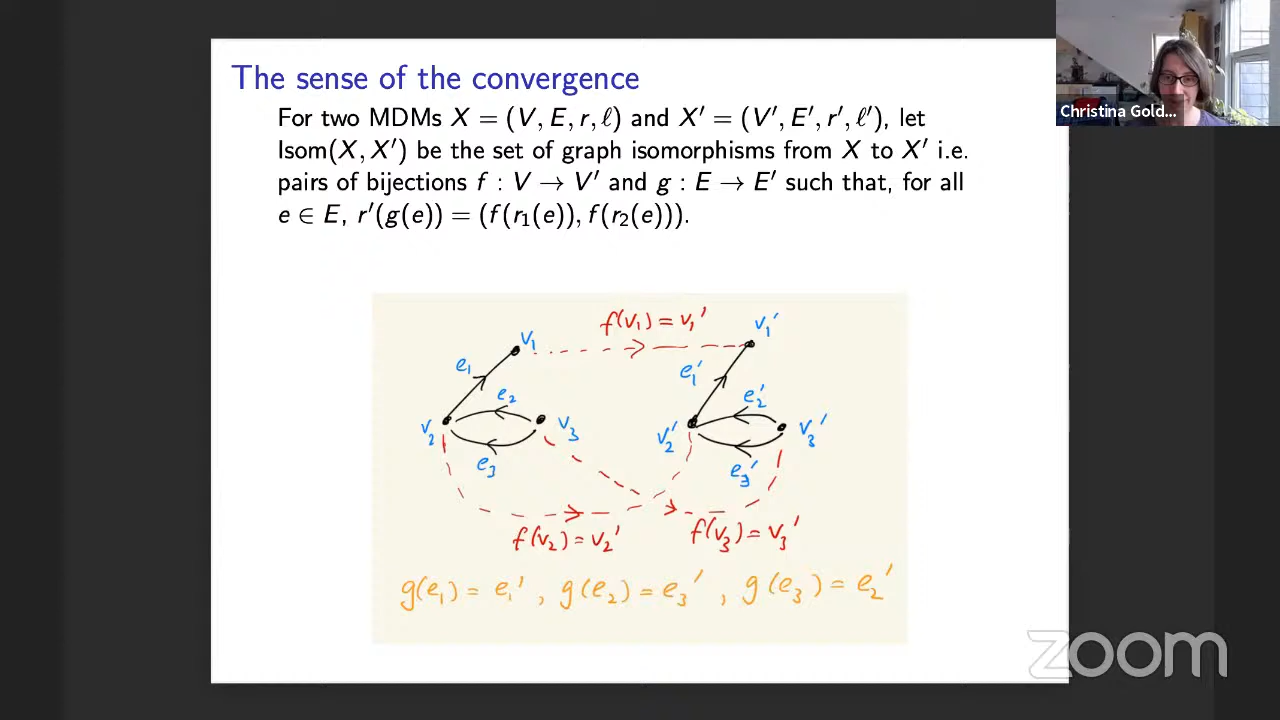 The sense of the convergence
For two MDMs X = (V, E, r, ℓ) and X′ = (V′, E′, r′, ℓ′), let
Isom(X, X′) be the set of graph isomorphisms from X to X′ i.e.
pairs of bijections f : V → V′ and g : E → E′ such that, for all
e ∈ E, r′(g(e)) = (f(r₁(e)), f(r₂(e))).
Christina Gold...
f(v₁) = v₁′
v₁
v₁′
e₁
e₁′
e₂
e₂′
v₂
v₃
v₂′
v₃′
e₃
e₃′
f(v₂) = v₂′
f(v₃) = v₃′
g(e₁) = e₁′ , g(e₂) = e₃′ , g(e₃) = e₂′
zoom